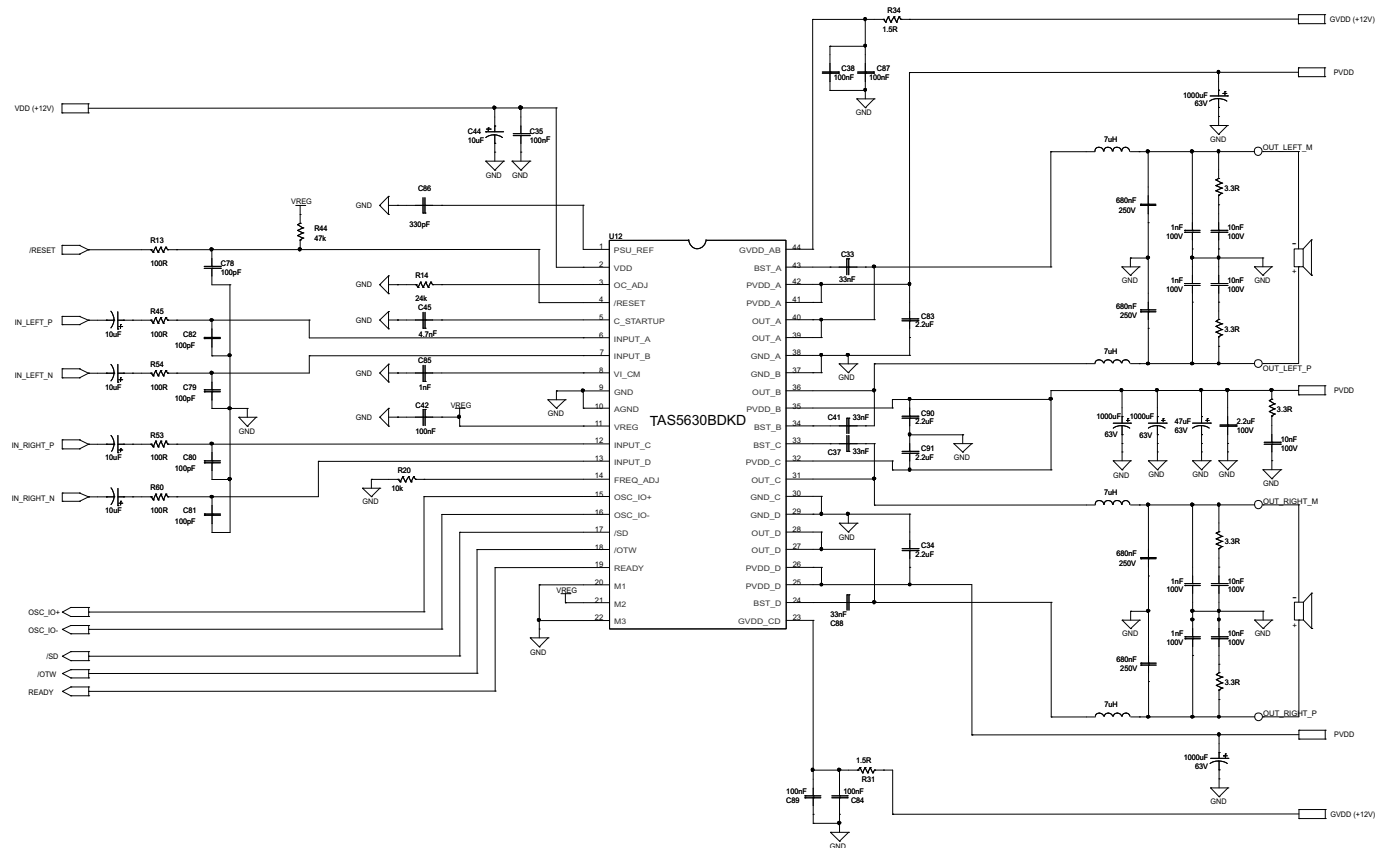 R34
1.5R
GVDD (+12V)
C38
100nF
C87
100nF
GND
PVDD
1000uF
63V
GND
VDD (+12V)
C44
10uF
C35
100nF
GND
GND
7uH
OUT_LEFT_M
3.3R
680nF
250V
1nF
100V
10nF
100V
GND
GND
1nF
100V
10nF
100V
680nF
250V
3.3R
-
+
7uH
OUT_LEFT_P
C86
GND
330pF
VREG
R44
47k
/RESET
R13
100R
C78
100pF
GND
R14
24k
C45
GND
4.7nF
IN_LEFT_P
10uF
R45
100R
C82
100pF
IN_LEFT_N
10uF
R54
100R
C79
100pF
GND
C85
GND
1nF
GND
C42
100nF
VREG
GND
IN_RIGHT_P
10uF
R53
100R
C80
100pF
IN_RIGHT_N
10uF
R60
100R
C81
100pF
R20
10k
GND
U12
TAS5630BDKD
1 PSU_REF
2 VDD
3 OC_ADJ
4 /RESET
5 C_STARTUP
6 INPUT_A
7 INPUT_B
8 VI_CM
9 GND
10 AGND
11 VREG
12 INPUT_C
13 INPUT_D
14 FREQ_ADJ
15 OSC_IO+
16 OSC_IO-
17 /SD
18 /OTW
19 READY
20 M1
21 M2
22 M3
GVDD_AB 44
BST_A 43
PVDD_A 42
PVDD_A 41
OUT_A 40
OUT_A 39
GND_A 38
GND_B 37
OUT_B 36
PVDD_B 35
BST_B 34
BST_C 33
PVDD_C 32
OUT_C 31
GND_C 30
GND_D 29
OUT_D 28
OUT_D 27
PVDD_D 26
PVDD_D 25
BST_D 24
GVDD_CD 23
VREG
GND
C33
33nF
C83
2.2uF
GND
C41
33nF
C37
33nF
C90
2.2uF
C91
2.2uF
GND
GND
C34
2.2uF
33nF
C88
PVDD
1000uF
63V
1000uF
63V
47uF
63V
2.2uF
100V
3.3R
10nF
100V
GND
GND
GND
GND
GND
7uH
OUT_RIGHT_M
3.3R
680nF
250V
1nF
100V
10nF
100V
GND
GND
1nF
100V
10nF
100V
680nF
250V
3.3R
-
+
7uH
OUT_RIGHT_P
PVDD
1000uF
63V
GND
OSC_IO+
OSC_IO-
/SD
/OTW
READY
1.5R
R31
100nF
C89
100nF
C84
GND
GVDD (+12V)